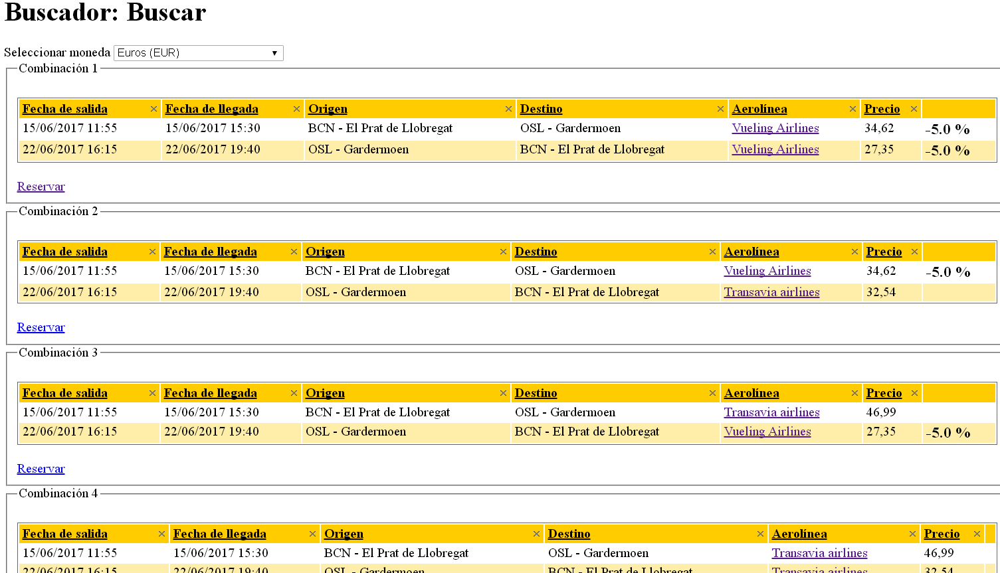 Buscador: Buscar
Seleccionar moneda Euros (EUR)
Combinación 1
Fecha de salida Fecha de llegada Origen Destino Aerolínea Precio
15/06/2017 11:55 15/06/2017 15:30 BCN - El Prat de Llobregat OSL - Gardermoen Vueling Airlines 34,62 -5.0 %
22/06/2017 16:15 22/06/2017 19:40 OSL - Gardermoen BCN - El Prat de Llobregat Vueling Airlines 27,35 -5.0 %
Reservar
Combinación 2
Fecha de salida Fecha de llegada Origen Destino Aerolínea Precio
15/06/2017 11:55 15/06/2017 15:30 BCN - El Prat de Llobregat OSL - Gardermoen Vueling Airlines 34,62 -5.0 %
22/06/2017 16:15 22/06/2017 19:40 OSL - Gardermoen BCN - El Prat de Llobregat Transavia airlines 32,54
Reservar
Combinación 3
Fecha de salida Fecha de llegada Origen Destino Aerolínea Precio
15/06/2017 11:55 15/06/2017 15:30 BCN - El Prat de Llobregat OSL - Gardermoen Transavia airlines 46,99
22/06/2017 16:15 22/06/2017 19:40 OSL - Gardermoen BCN - El Prat de Llobregat Vueling Airlines 27,35 -5.0 %
Reservar
Combinación 4
Fecha de salida Fecha de llegada Origen Destino Aerolínea Precio
15/06/2017 11:55 15/06/2017 15:30 BCN - El Prat de Llobregat OSL - Gardermoen Transavia airlines 46,99
22/06/2017 16:15 22/06/2017 19:40 OSL - Gardermoen BCN - El Prat de Llobregat Transavia airlines 32,54